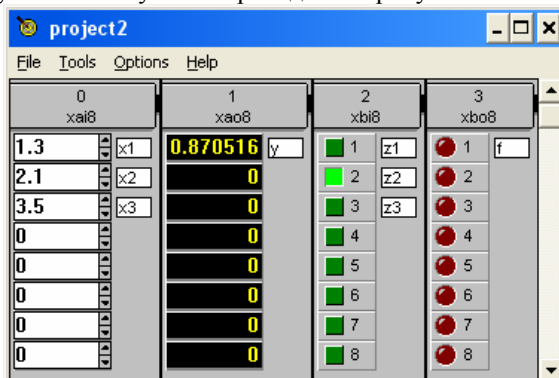 project2
File Tools Options Help
0 1 2 3
xai8 xao8 xbi8 xbo8
1.3 x1 0.870516 y 1 z1 1 f
2.1 x2 0 2 z2 2
3.5 x3 0 3 z3 3
0 0 4 4
0 0 5 5
0 0 6 6
0 0 7 7
0 0 8 8